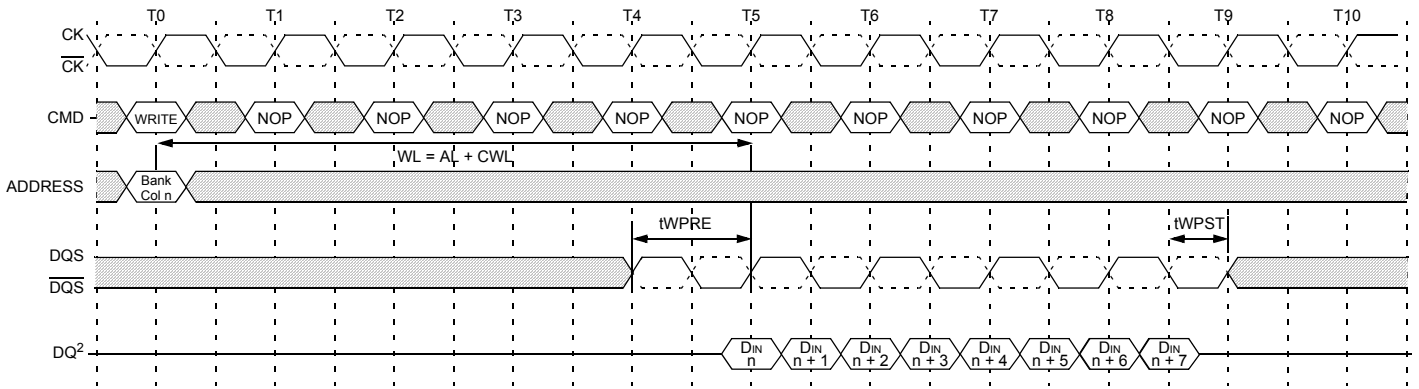 T0 T1 T2 T3 T4 T5 T6 T7 T8 T9 T10
CK
CK
CMD WRITE NOP NOP NOP NOP NOP NOP NOP NOP NOP NOP
WL = AL + CWL
ADDRESS Bank
Col n
tWPRE tWPST
DQS
DQS
DQ2 DIN DIN DIN DIN DIN DIN DIN DIN
n n + 1 n + 2 n + 3 n + 4 n + 5 n + 6 n + 7